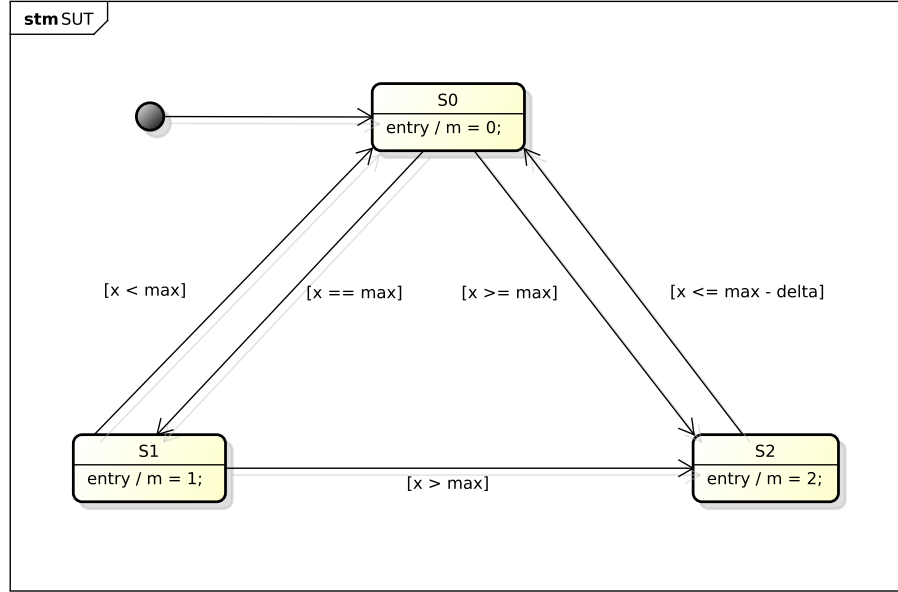 stm SUT
S0
entry / m = 0;
[x < max]
[x == max]
[x >= max]
[x <= max - delta]
S1
entry / m = 1;
S2
entry / m = 2;
[x > max]